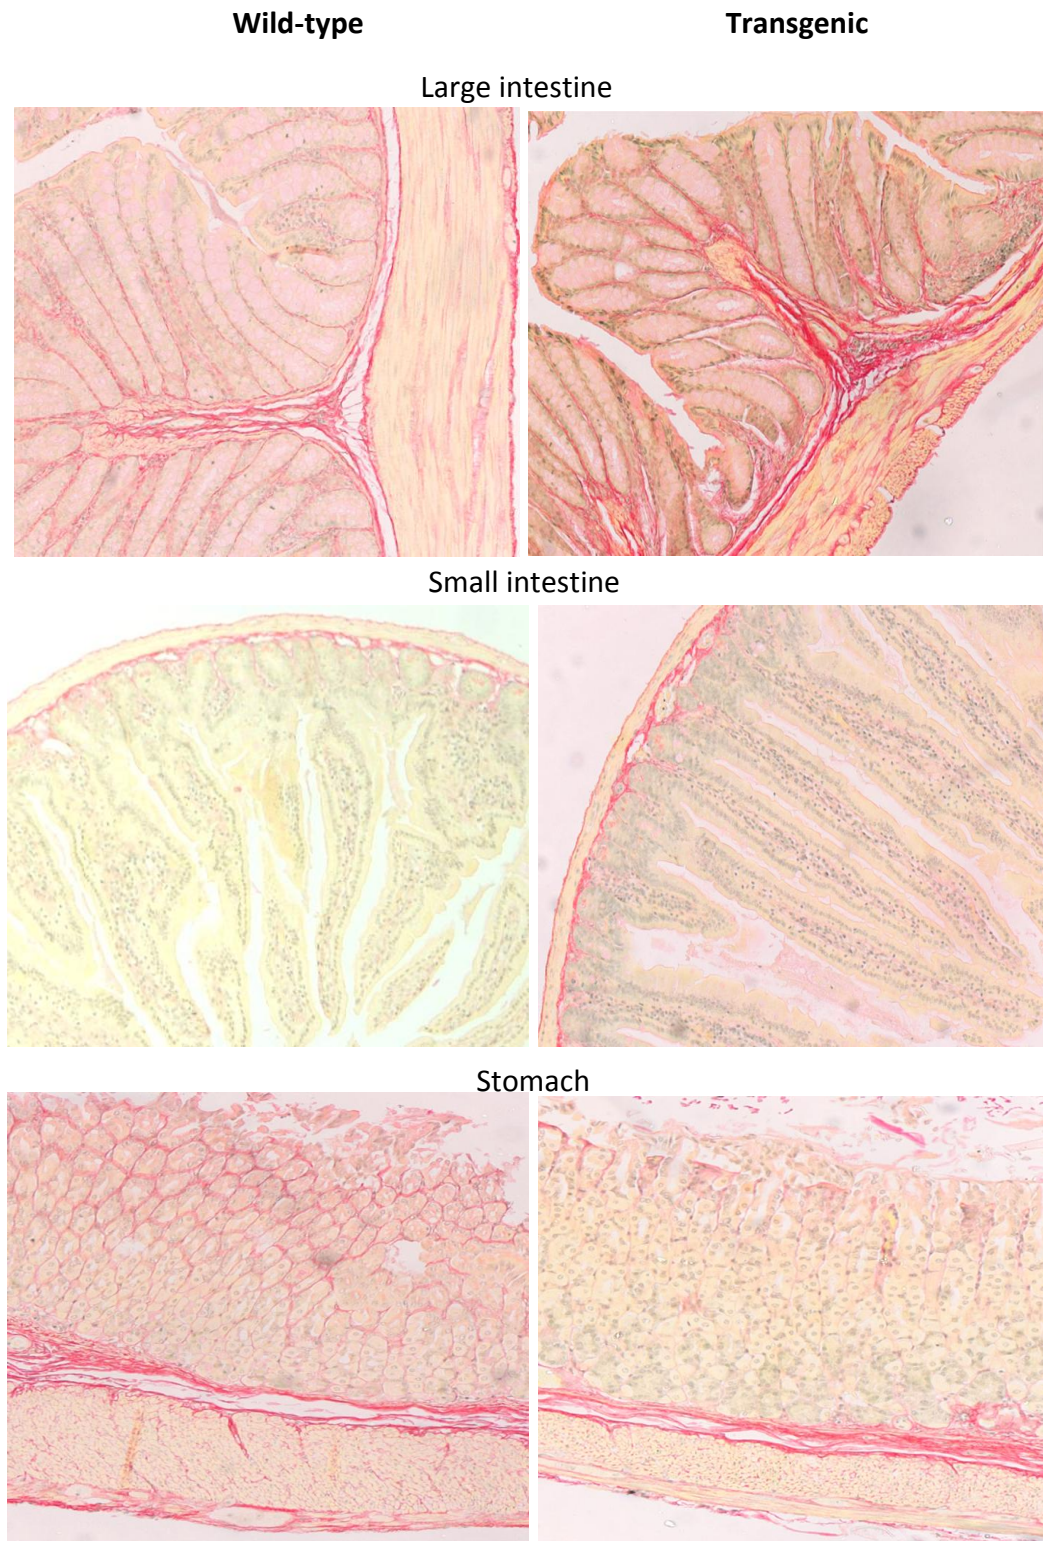 Wild-type Transgenic
Large intestine
Small intestine
Stomach